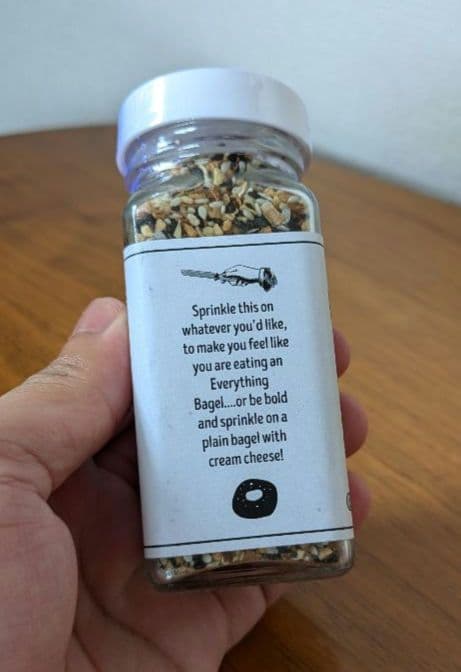 Sprinkle this on
whatever you'd like,
to make you feel like
you are eating an
Everything
Bagel....or be bold
and sprinkle on a
plain bagel with
cream cheese!